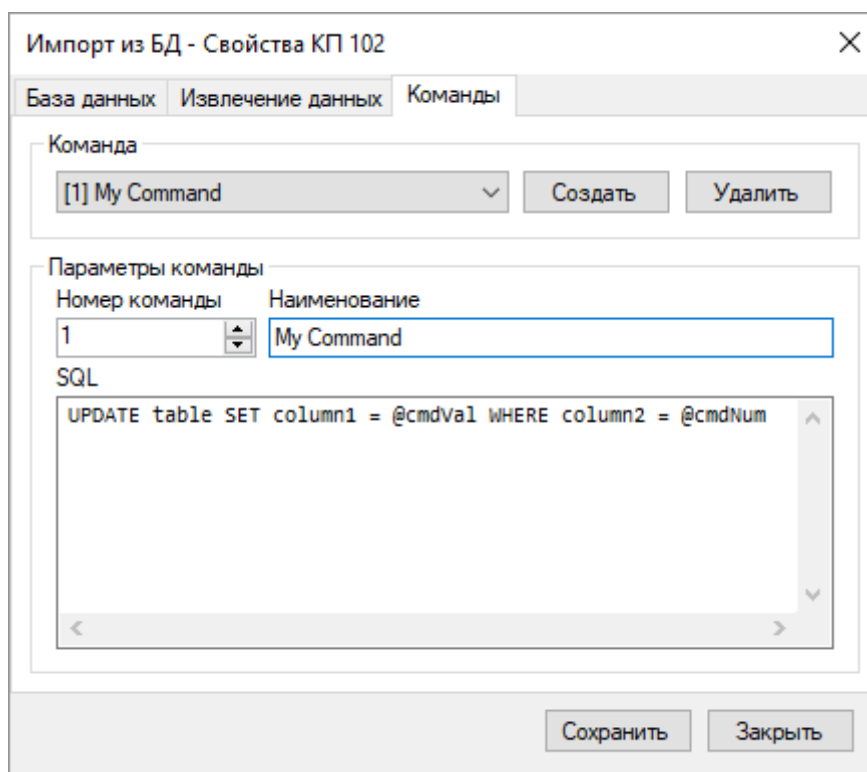 Импорт из БД - Свойства КП 102
База данных Извлечение данных Команды
Команда
[1] My Command Создать Удалить
Параметры команды
Номер команды Наименование
1 My Command
SQL
UPDATE table SET column1 = @cmdVal WHERE column2 = @cmdNum
Сохранить Закрыть